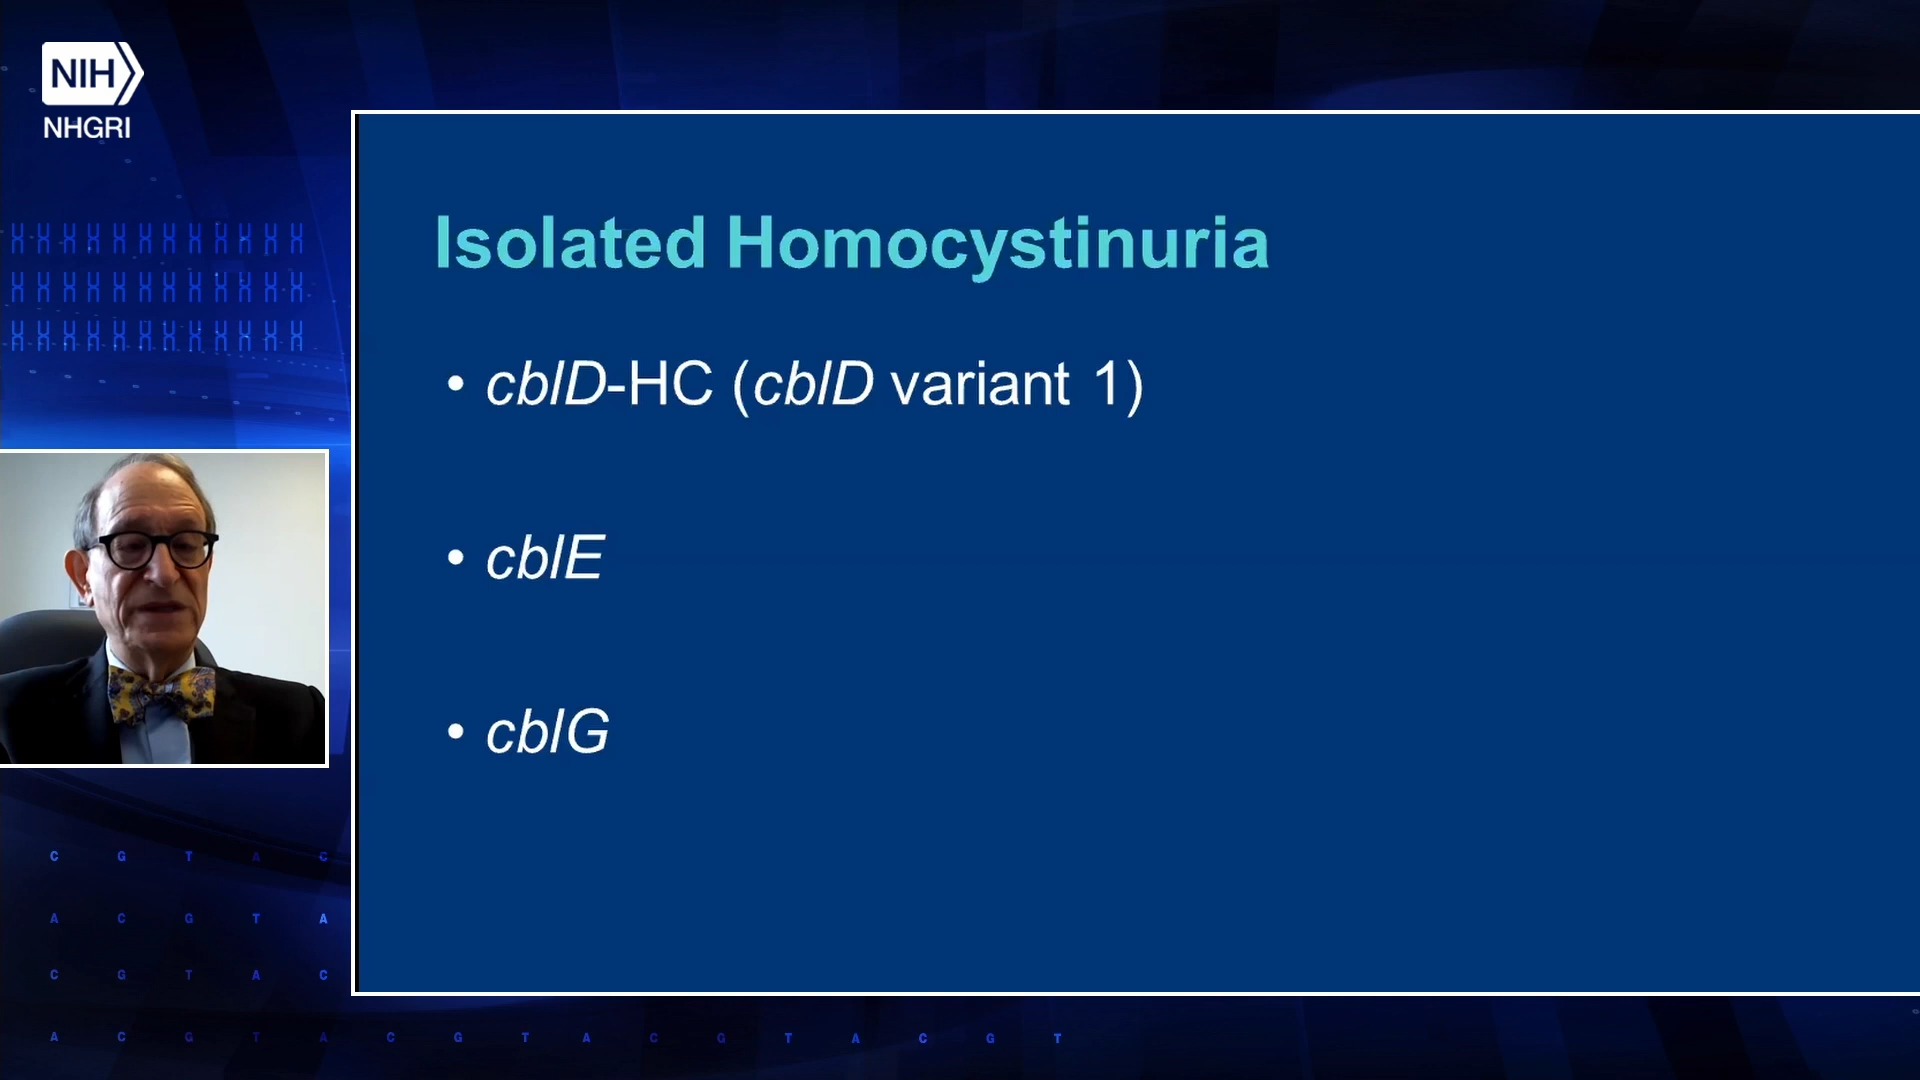 NIH
NHGRI
Isolated Homocystinuria
• cblD-HC (cblD variant 1)
• cblE
• cblG
C G T A C
A C G T A
C G T A C
A C G T A C G T A C G T A C G T